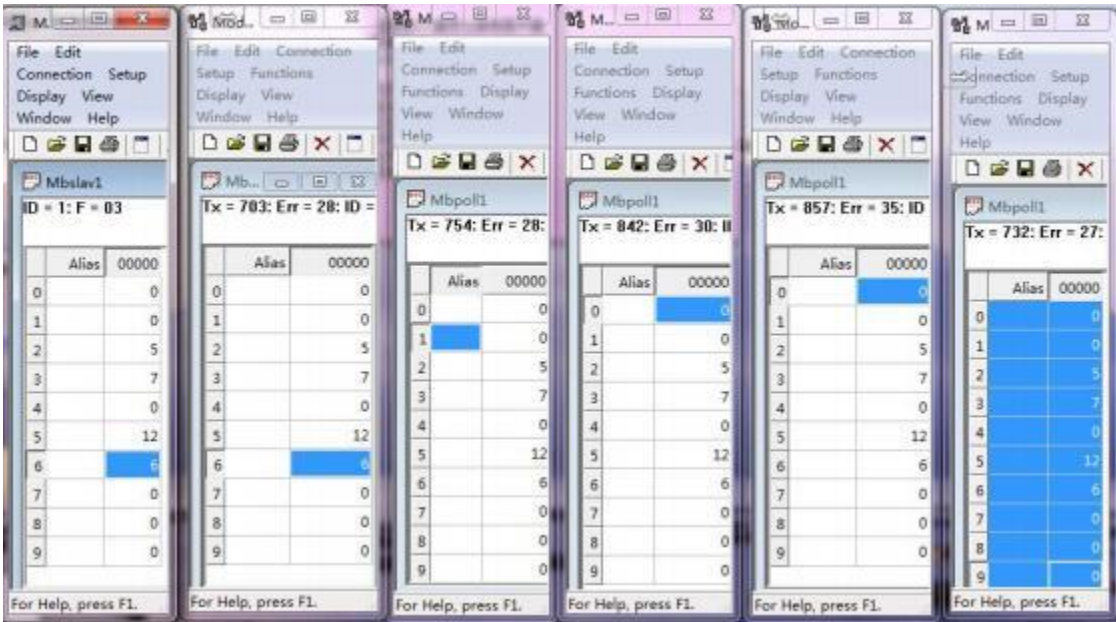 M
File Edit
Connection Setup
Display View
Window Help
Mbslav1
ID = 1: F = 03
Alias 00000
0 0
1 0
2 5
3 7
4 0
5 12
6 6
7 0
8 0
9 0
For Help, press F1.
Mod...
File Edit Connection
Setup Functions
Display View
Window Help
Mb...
Tx = 703: Err = 28: ID =
Alias 00000
0 0
1 0
2 5
3 7
4 0
5 12
6 6
7 0
8 0
9 0
For Help, press F1.
M
File Edit
Connection Setup
Functions Display
View Window
Help
Mbpoll1
Tx = 754: Err = 28:
Alias 00000
0 0
1 0
2 5
3 7
4 0
5 12
6 6
7 0
8 0
9 0
For Help, press F1.
M...
File Edit
Connection Setup
Functions Display
View Window
Help
Mbpoll1
Tx = 842: Err = 30:
Alias 00000
0 0
1 0
2 5
3 7
4 0
5 12
6 6
7 0
8 0
9 0
For Help, press F1.
Mo...
File Edit Connection
Setup Functions
Display View
Window Help
Mbpoll1
Tx = 857: Err = 35: ID
Alias 00000
0 0
1 0
2 5
3 7
4 0
5 12
6 6
7 0
8 0
9 0
For Help, press F1.
M
File Edit
Connection Setup
Functions Display
View Window
Help
Mbpoll1
Tx = 732: Err = 27:
Alias 00000
0 0
1 0
2 5
3 7
4 0
5 12
6 6
7 0
8 0
9 0
For Help, press F1.